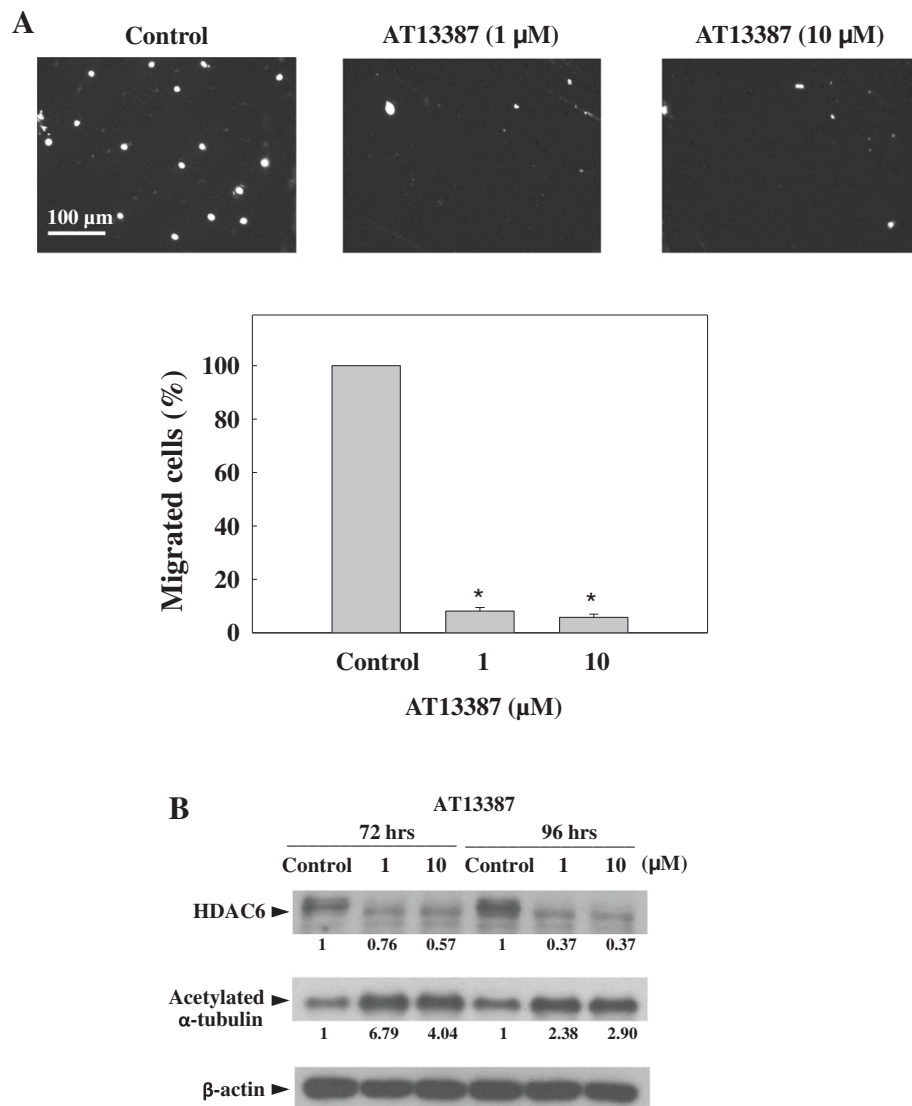 A
Control
AT13387 (1 μM)
AT13387 (10 μM)
100 μm
Migrated cells (%)
100
80
60
40
20
0
*
*
Control 1 10
AT13387 (μM)
B
AT13387
72 hrs 96 hrs
Control 1 10 Control 1 10 (μM)
HDAC6
1 0.76 0.57 1 0.37 0.37
Acetylated
α-tubulin
1 6.79 4.04 1 2.38 2.90
β-actin